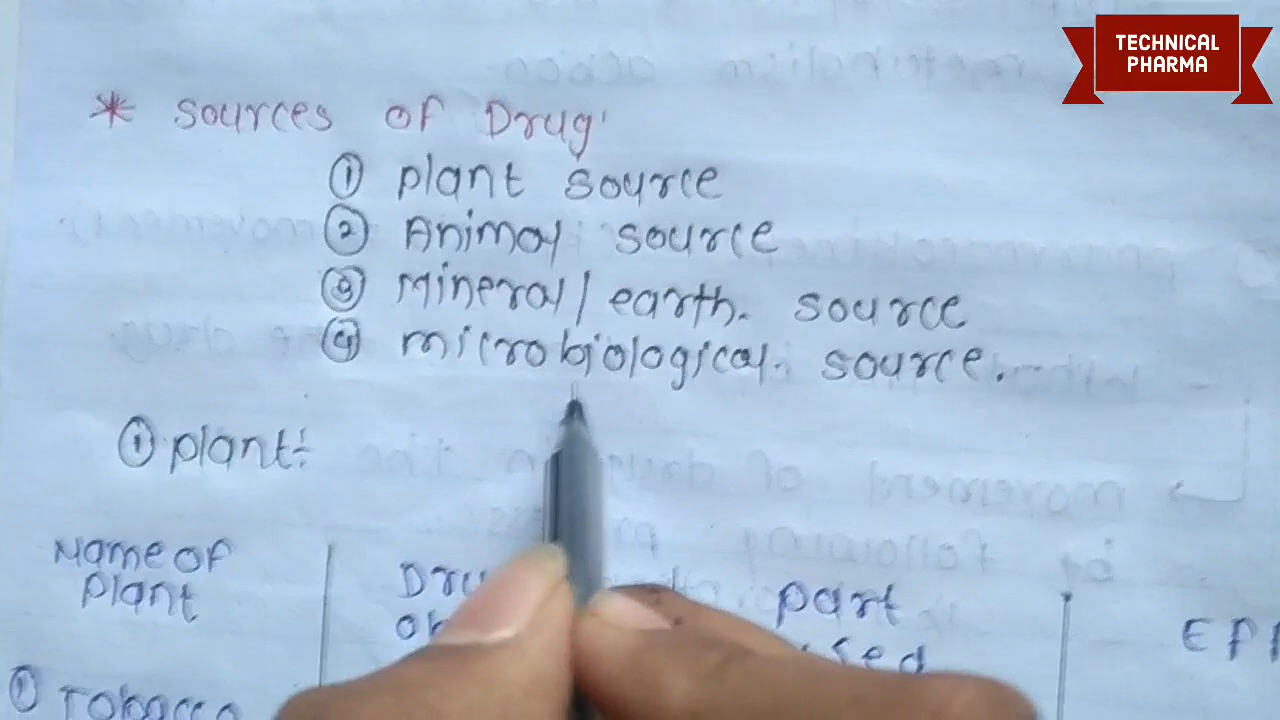 TECHNICAL
PHARMA
* Sources of Drug
① plant source
② Animal source
③ Mineral / earth. source
④ microbiological. source.
① plant:
Name of
plant
part
① Tobacco